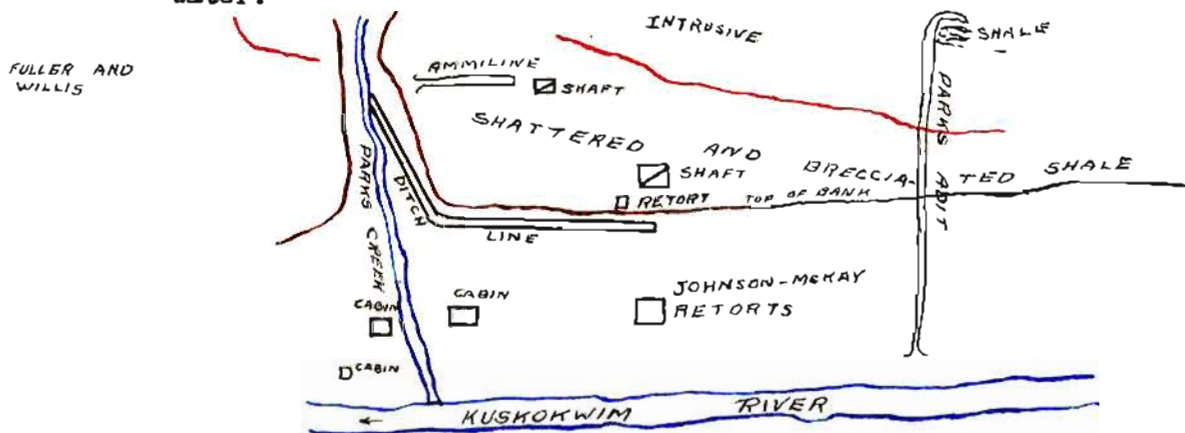 water.
INTRUSIVE
SHALE
FULLER AND
WILLIS
AMMILINE
SHAFT
SHATTERED AND BRECCIA-TED SHALE
PARKS ADIT
SHAFT
RETORT
TOP OF BANK
PARKS CREEK
DITCH
LINE
CABIN
CABIN
JOHNSON-MCKAY
RETORTS
CABIN
KUSKOKWIM RIVER